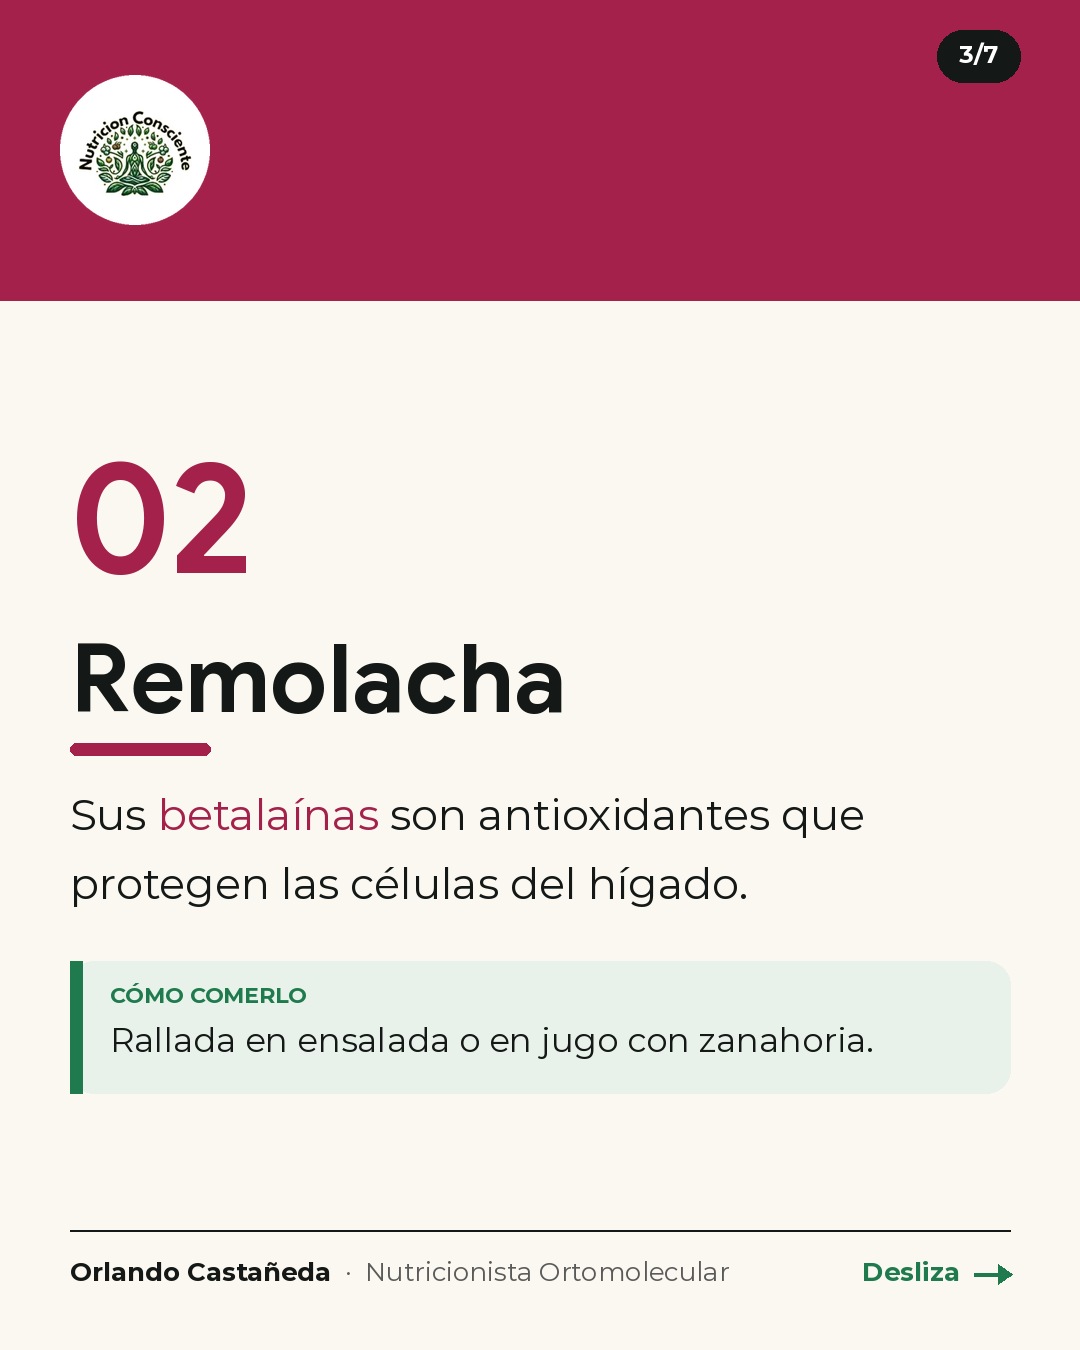 3/7
Nutricion Consciente
02
Remolacha
Sus betalaínas son antioxidantes que
protegen las células del hígado.
CÓMO COMERLO
Rallada en ensalada o en jugo con zanahoria.
Orlando Castañeda · Nutricionista Ortomolecular
Desliza